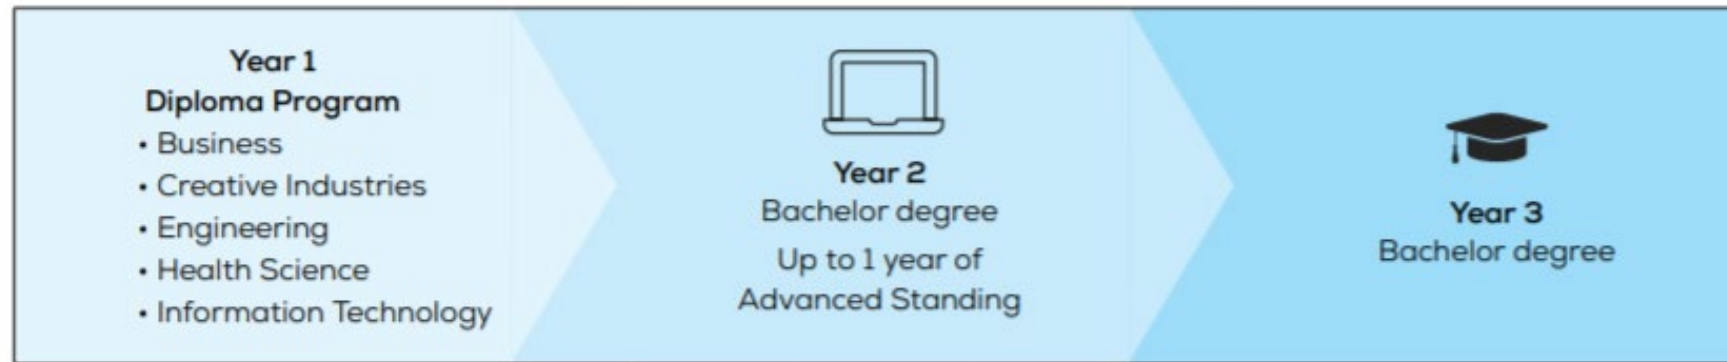 Year 1
Diploma Program
• Business
• Creative Industries
• Engineering
• Health Science
• Information Technology
Year 2
Bachelor degree
Up to 1 year of
Advanced Standing
Year 3
Bachelor degree